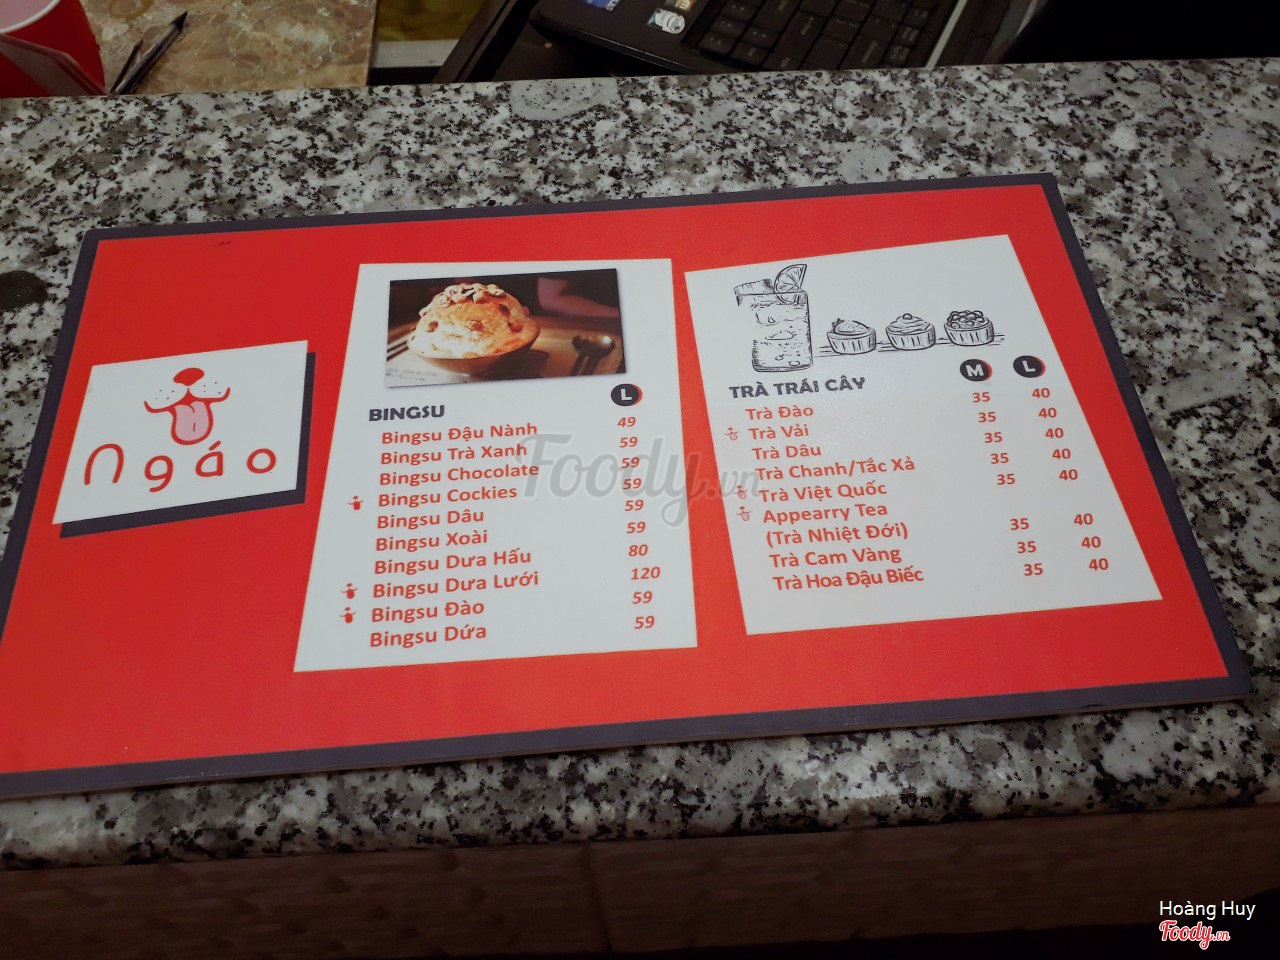 ngáo
L
BINGSU
Bingsu Đậu Nành 49
Bingsu Trà Xanh 59
Bingsu Chocolate 59
Bingsu Cockies 59
Bingsu Dâu 59
Bingsu Xoài 59
Bingsu Dưa Hấu 80
Bingsu Dưa Lưới 120
Bingsu Đào 59
Bingsu Dứa 59
M L
TRÀ TRÁI CÂY
Trà Đào 35 40
Trà Vải 35 40
Trà Dâu 35 40
Trà Chanh/Tắc Xả 35 40
Trà Việt Quốc 35 40
Appearry Tea
(Trà Nhiệt Đới) 35 40
Trà Cam Vàng 35 40
Trà Hoa Đậu Biếc 35 40
Foody.vn
Hoàng Huy
Foody.vn